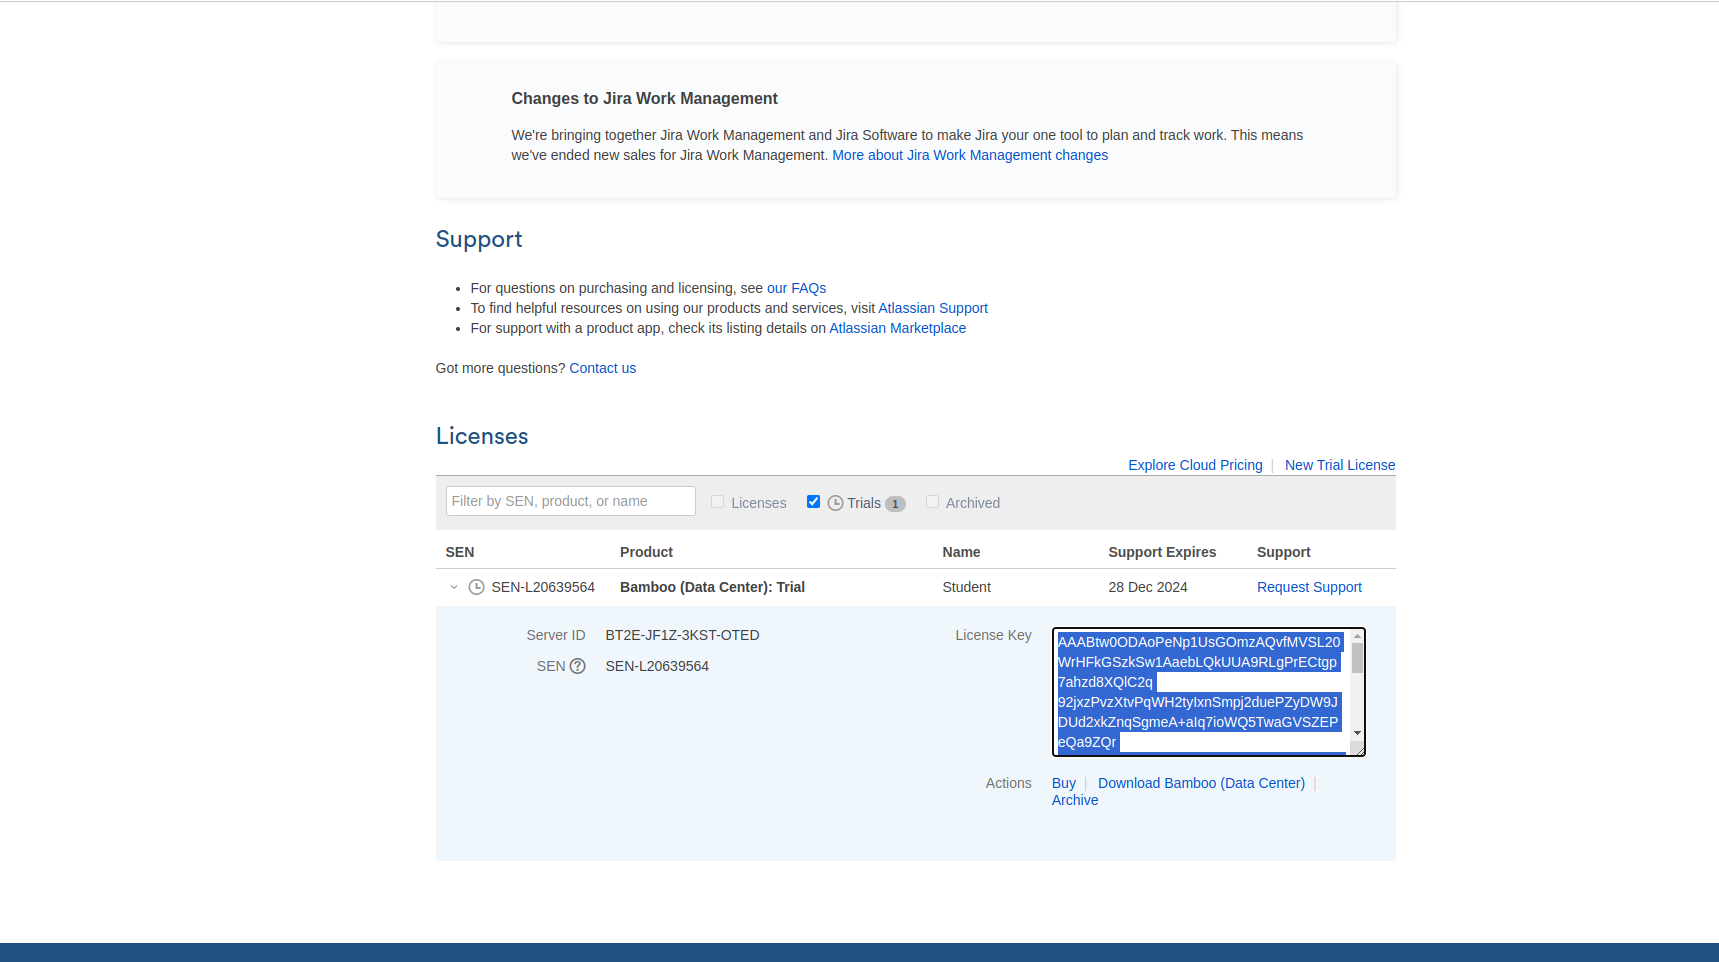 Changes to Jira Work Management
We're bringing together Jira Work Management and Jira Software to make Jira your one tool to plan and track work. This means
we've ended new sales for Jira Work Management. More about Jira Work Management changes
Support
• For questions on purchasing and licensing, see our FAQs
• To find helpful resources on using our products and services, visit Atlassian Support
• For support with a product app, check its listing details on Atlassian Marketplace
Got more questions? Contact us
Licenses
Explore Cloud Pricing | New Trial License
Filter by SEN, product, or name Licenses Trials 1 Archived
SEN Product Name Support Expires Support
SEN-L20639564 Bamboo (Data Center): Trial Student 28 Dec 2024 Request Support
Server ID BT2E-JF1Z-3KST-OTED
SEN ? SEN-L20639564
License Key
AAABtw0ODAoPeNp1UsGOmzAQvfMVSL20
WrHFkGSzkSw1AaebLQkUUA9RLgPrECtgp
7ahzd8XQlC2q
92jxzPvzXtvPqWH2tyIxnSmpj2duePZyDW9J
DUd2xkZnqSgmeA+aIq7ioWQ5TwaGVSZEP
eQa9ZQr
Actions Buy | Download Bamboo (Data Center) |
Archive